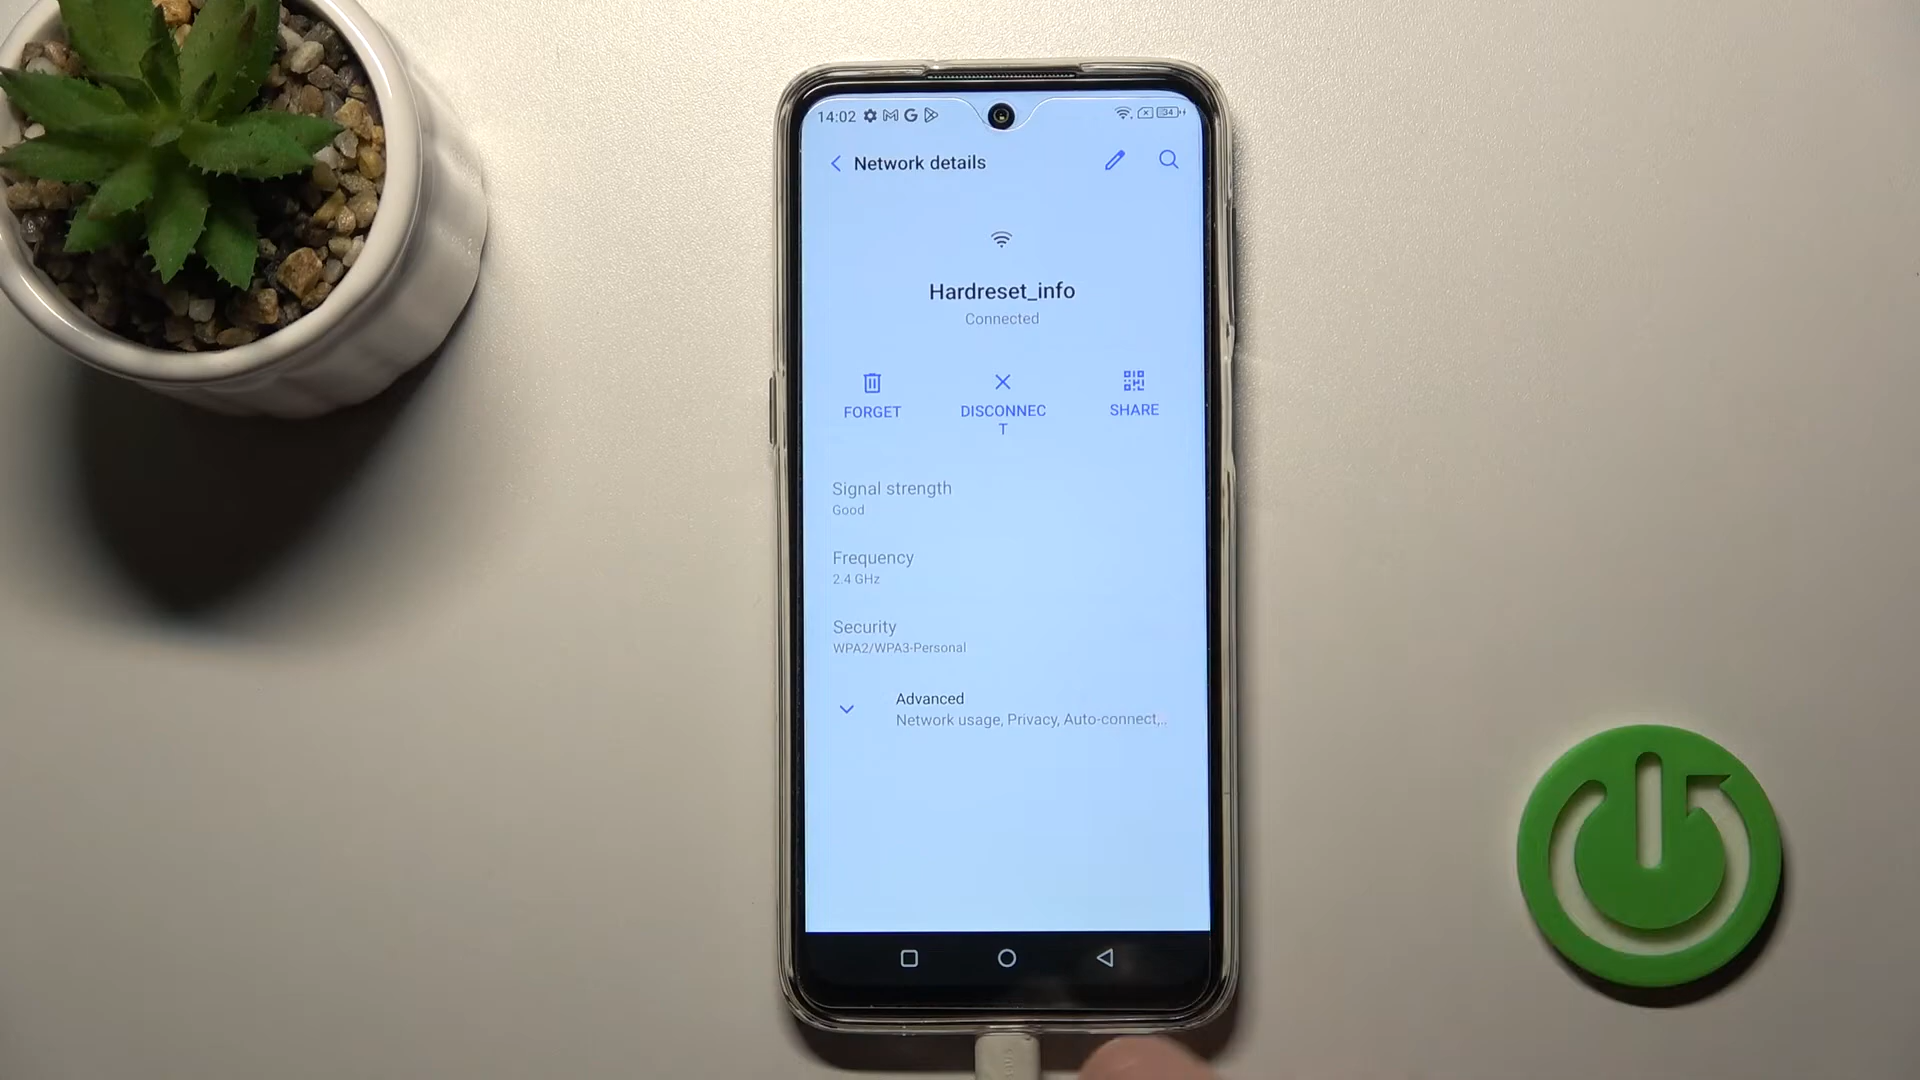 14:02
34
Network details
Hardreset_info
Connected
FORGET
DISCONNEC
T
SHARE
Signal strength
Good
Frequency
2.4 GHz
Security
WPA2/WPA3-Personal
Advanced
Network usage, Privacy, Auto-connect,..